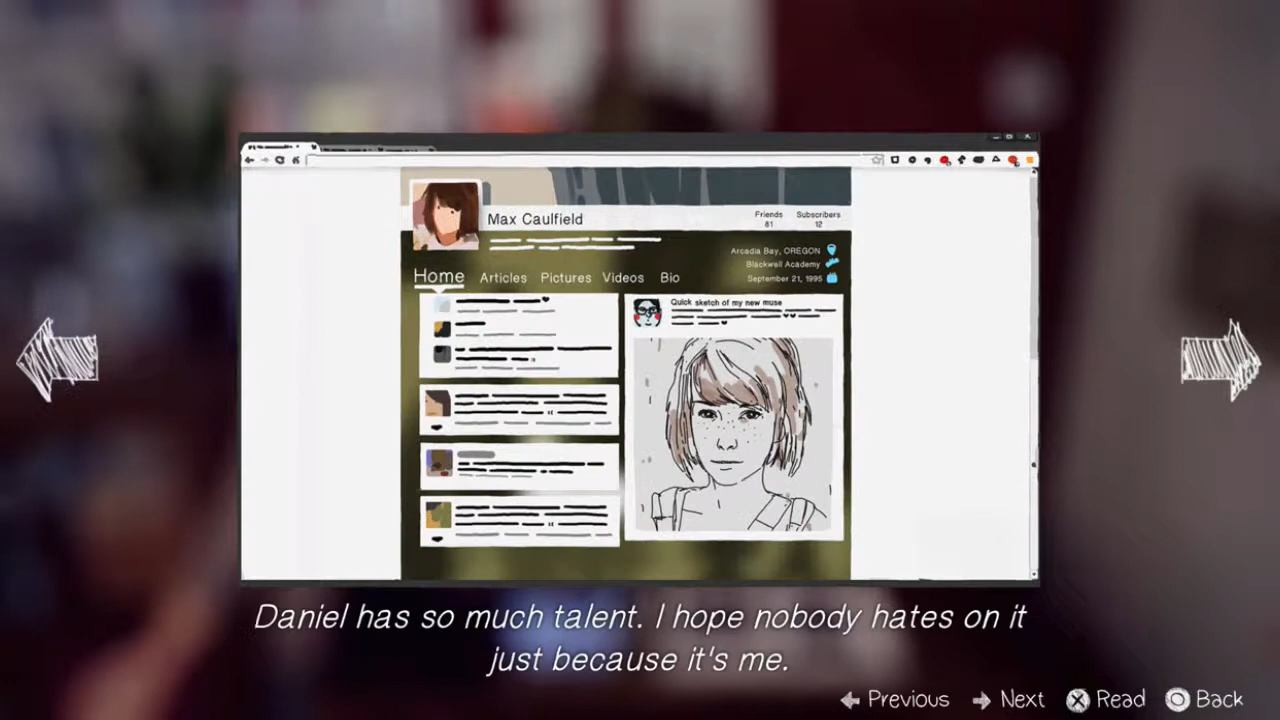 Max Caulfield
Friends
81
Subscribers
12
Arcadia Bay, OREGON
Blackwell Academy
September 21, 1995
Home Articles Pictures Videos Bio
Quick sketch of my new muse
Daniel has so much talent. I hope nobody hates on it
just because it's me.
Previous Next Read Back